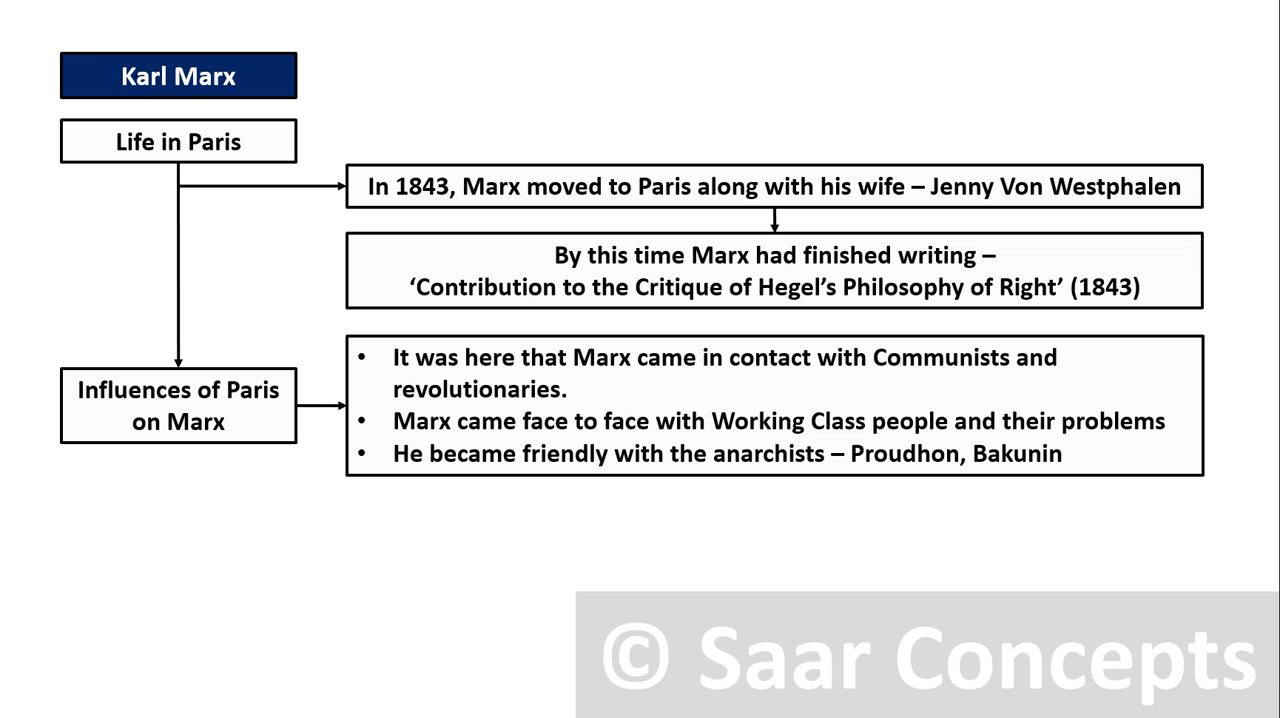 Karl Marx
Life in Paris
In 1843, Marx moved to Paris along with his wife – Jenny Von Westphalen
By this time Marx had finished writing –
‘Contribution to the Critique of Hegel’s Philosophy of Right’ (1843)
Influences of Paris
on Marx
• It was here that Marx came in contact with Communists and
revolutionaries.
• Marx came face to face with Working Class people and their problems
• He became friendly with the anarchists – Proudhon, Bakunin
© Saar Concepts